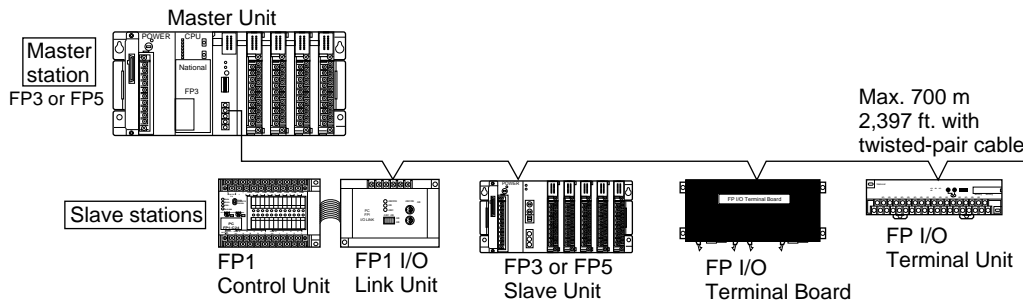 Master Unit
Master
station
FP3 or FP5
POWER
CPU
National
FP3
Max. 700 m
2,397 ft. with
twisted-pair cable
Slave stations
FP1
Control Unit
FP1 I/O
Link Unit
I/O LINK
POWER
FP3 or FP5
Slave Unit
FP I/O Terminal Board
FP I/O
Terminal Board
FP I/O
Terminal Unit